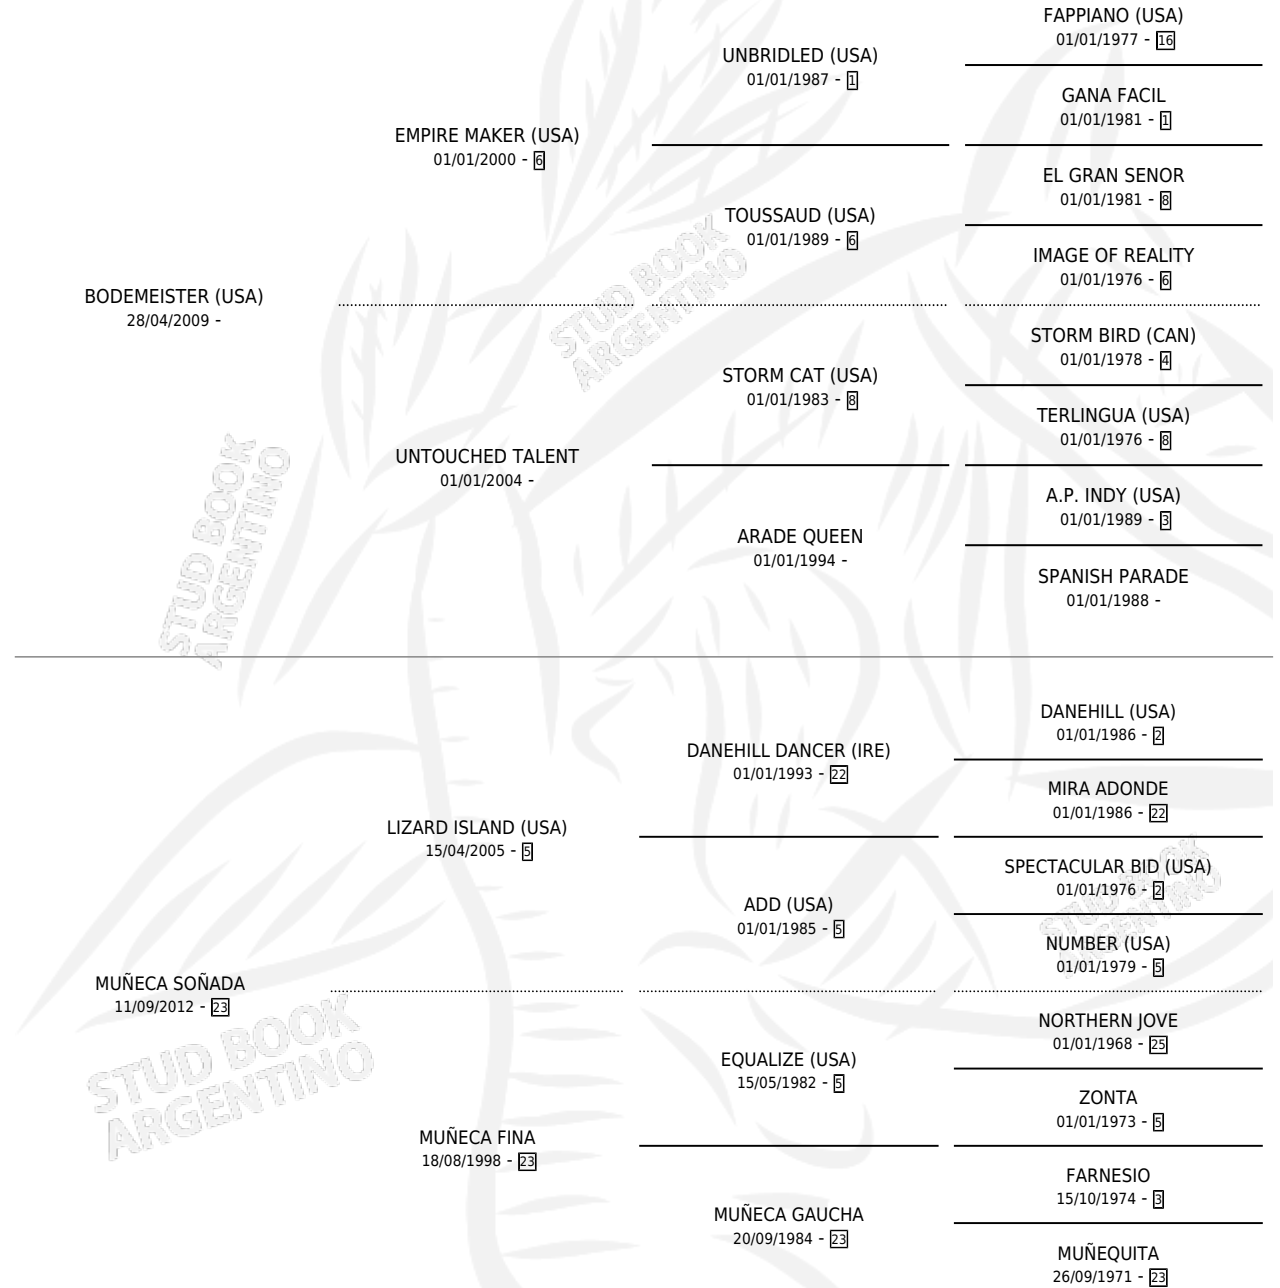 FAPPIANO (USA)
01/01/1977 - 16
UNBRIDLED (USA)
01/01/1987 - 1
GANA FACIL
01/01/1981 - 1
EMPIRE MAKER (USA)
01/01/2000 - 6
EL GRAN SENOR
01/01/1981 - 8
TOUSSAUD (USA)
01/01/1989 - 6
IMAGE OF REALITY
01/01/1976 - 6
BODEMEISTER (USA)
28/04/2009 -
STUD BOOK
ARGENTINO
STORM BIRD (CAN)
01/01/1978 - 4
STORM CAT (USA)
01/01/1983 - 8
TERLINGUA (USA)
01/01/1976 - 8
UNTOUCHED TALENT
01/01/2004 -
A.P. INDY (USA)
01/01/1989 - 3
ARADE QUEEN
01/01/1994 -
SPANISH PARADE
01/01/1988 -
STUD BOOK
ARGENTINO
DANEHILL (USA)
01/01/1986 - 2
DANEHILL DANCER (IRE)
01/01/1993 - 22
MIRA ADONDE
01/01/1986 - 22
LIZARD ISLAND (USA)
15/04/2005 - 5
SPECTACULAR BID (USA)
01/01/1976 - 2
ADD (USA)
01/01/1985 - 5
NUMBER (USA)
01/01/1979 - 5
STUD BOOK
ARGENTINO
MUÑECA SOÑADA
11/09/2012 - 23
NORTHERN JOVE
01/01/1968 - 25
EQUALIZE (USA)
15/05/1982 - 5
ZONTA
01/01/1973 - 5
STUD BOOK
ARGENTINO
MUÑECA FINA
18/08/1998 - 23
FARNESIO
15/10/1974 - 3
MUÑECA GAUCHA
20/09/1984 - 23
MUÑEQUITA
26/09/1971 - 23